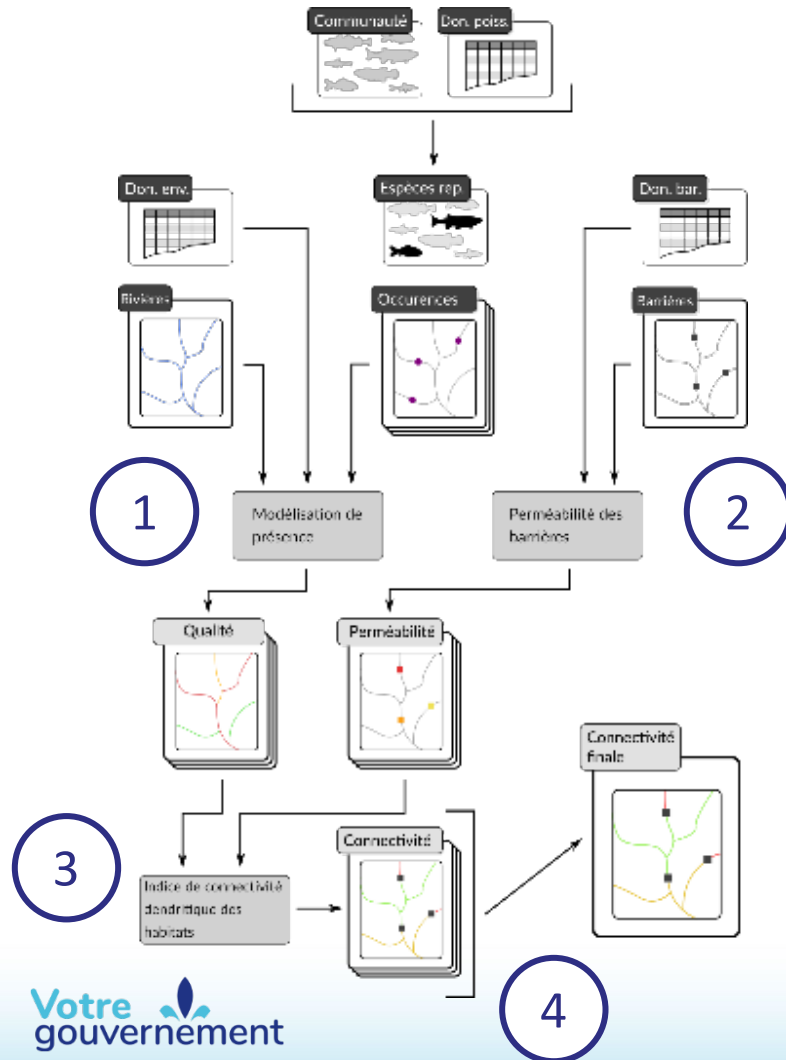 Communauté
Don. poiss.
Don. env.
Espèces rep.
Don. bar.
Rivières
Occurences
Barrières
1
Modélisation de
présence
Perméabilité des
barrières
2
Qualité
Perméabilité
Connectivité
finale
3
Indice de connectivité
dendritique des
habitats
Connectivité
4
Votre
gouvernement